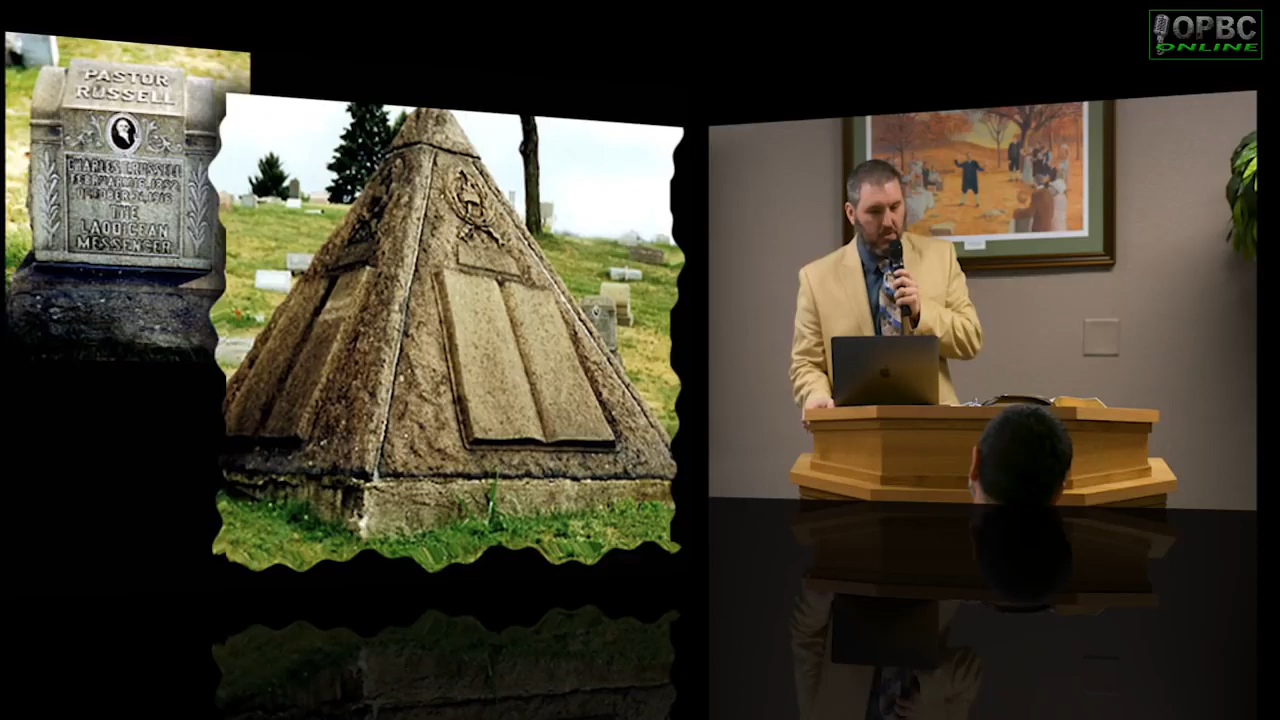 PASTOR
RUSSELL
CHARLES T. RUSSELL
FEBRUARY 16, 1852
OCTOBER 31, 1916
THE
LAODICEAN
MESSENGER
OPBC
ONLINE